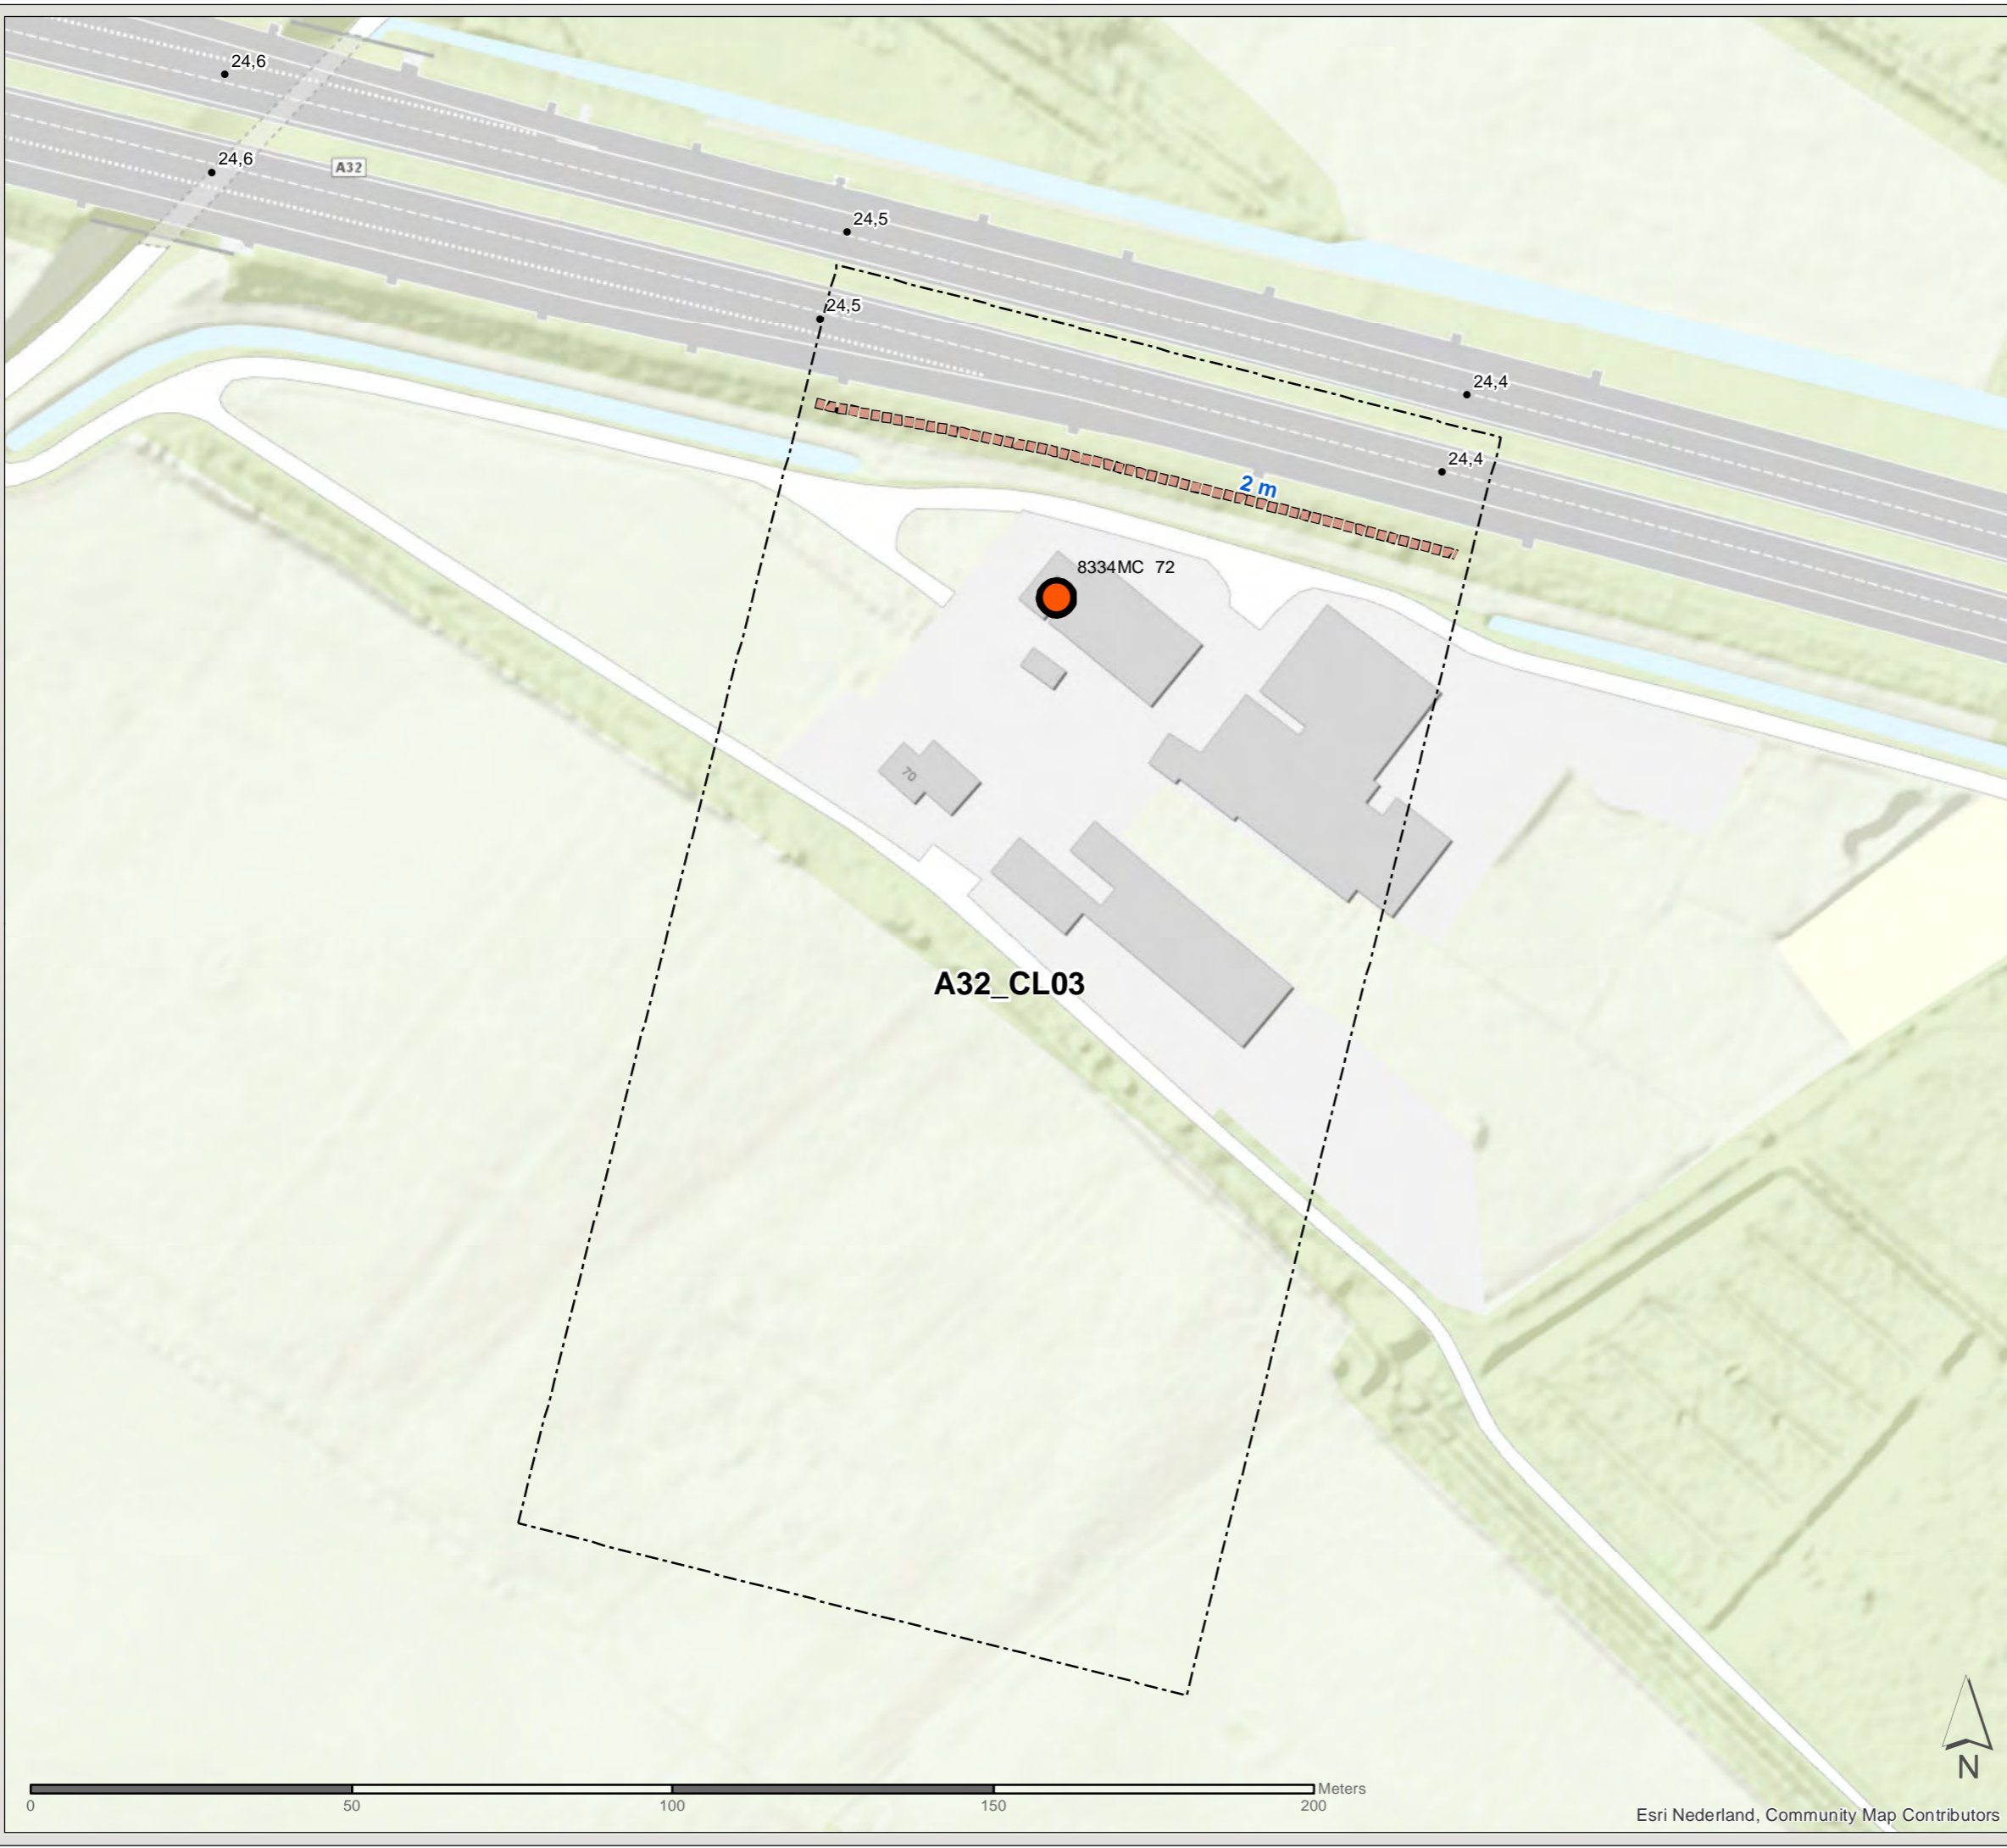 24,6
24,6
A32
24,5
24,5
24,4
24,4
2 m
8334MC 72
70
A32_CL03
N
Meters
0 50 100 150 200
Esri Nederland, Community Map Contributors